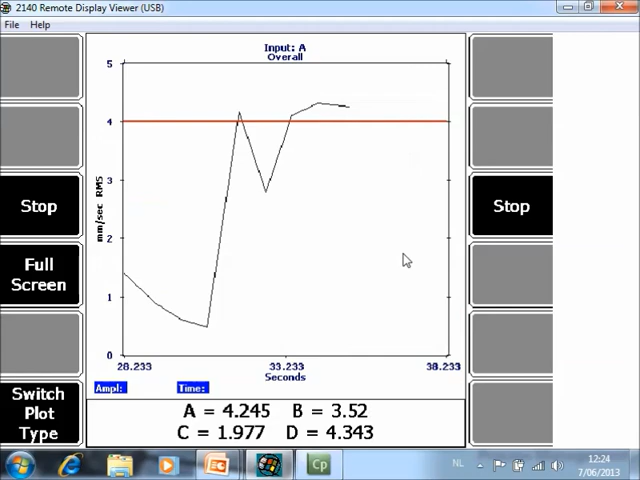 2140 Remote Display Viewer (USB)
File Help
Input: A
Overall
5
4
3
2
1
0
mm/sec RMS
28.233 33.233 38.233
Seconds
Ampl: Time:
A = 4.245 B = 3.52
C = 1.977 D = 4.343
Stop
Full
Screen
Switch
Plot
Type
Stop
NL
12:24
7/06/2013
Cp